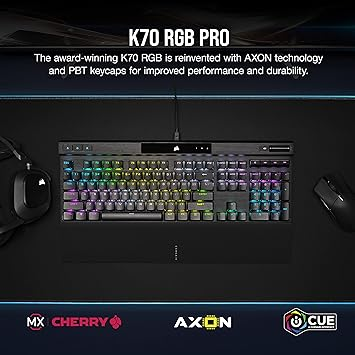 K70 RGB PRO
The award-winning K70 RGB is reinvented with AXON technology
and PBT keycaps for improved performance and durability.
MX CHERRY AXON iCUE